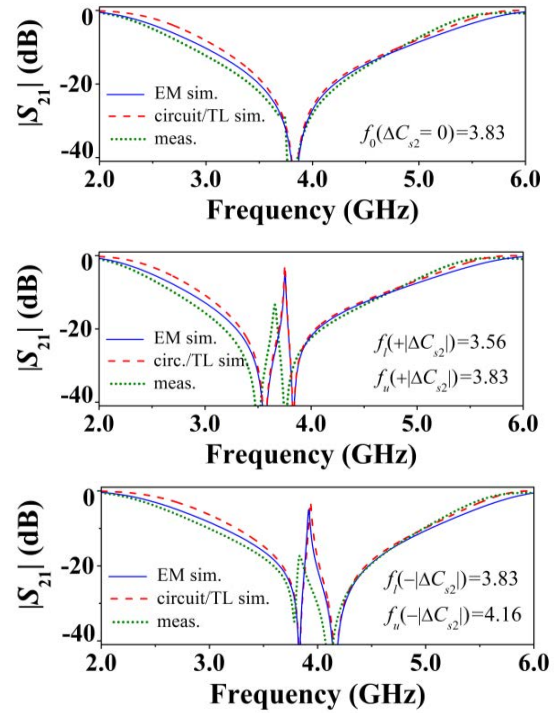 0
-20
-40
|S21| (dB)
EM sim.
circuit/TL sim.
meas.
f0(ΔCs2= 0)=3.83
2.0 3.0 4.0 5.0 6.0
Frequency (GHz)
0
-20
-40
|S21| (dB)
EM sim.
circ./TL sim.
meas.
fl(+|ΔCs2|)=3.56
fu(+|ΔCs2|)=3.83
2.0 3.0 4.0 5.0 6.0
Frequency (GHz)
0
-20
-40
|S21| (dB)
EM sim.
circuit/TL sim.
meas.
fl(-|ΔCs2|)=3.83
fu(-|ΔCs2|)=4.16
2.0 3.0 4.0 5.0 6.0
Frequency (GHz)